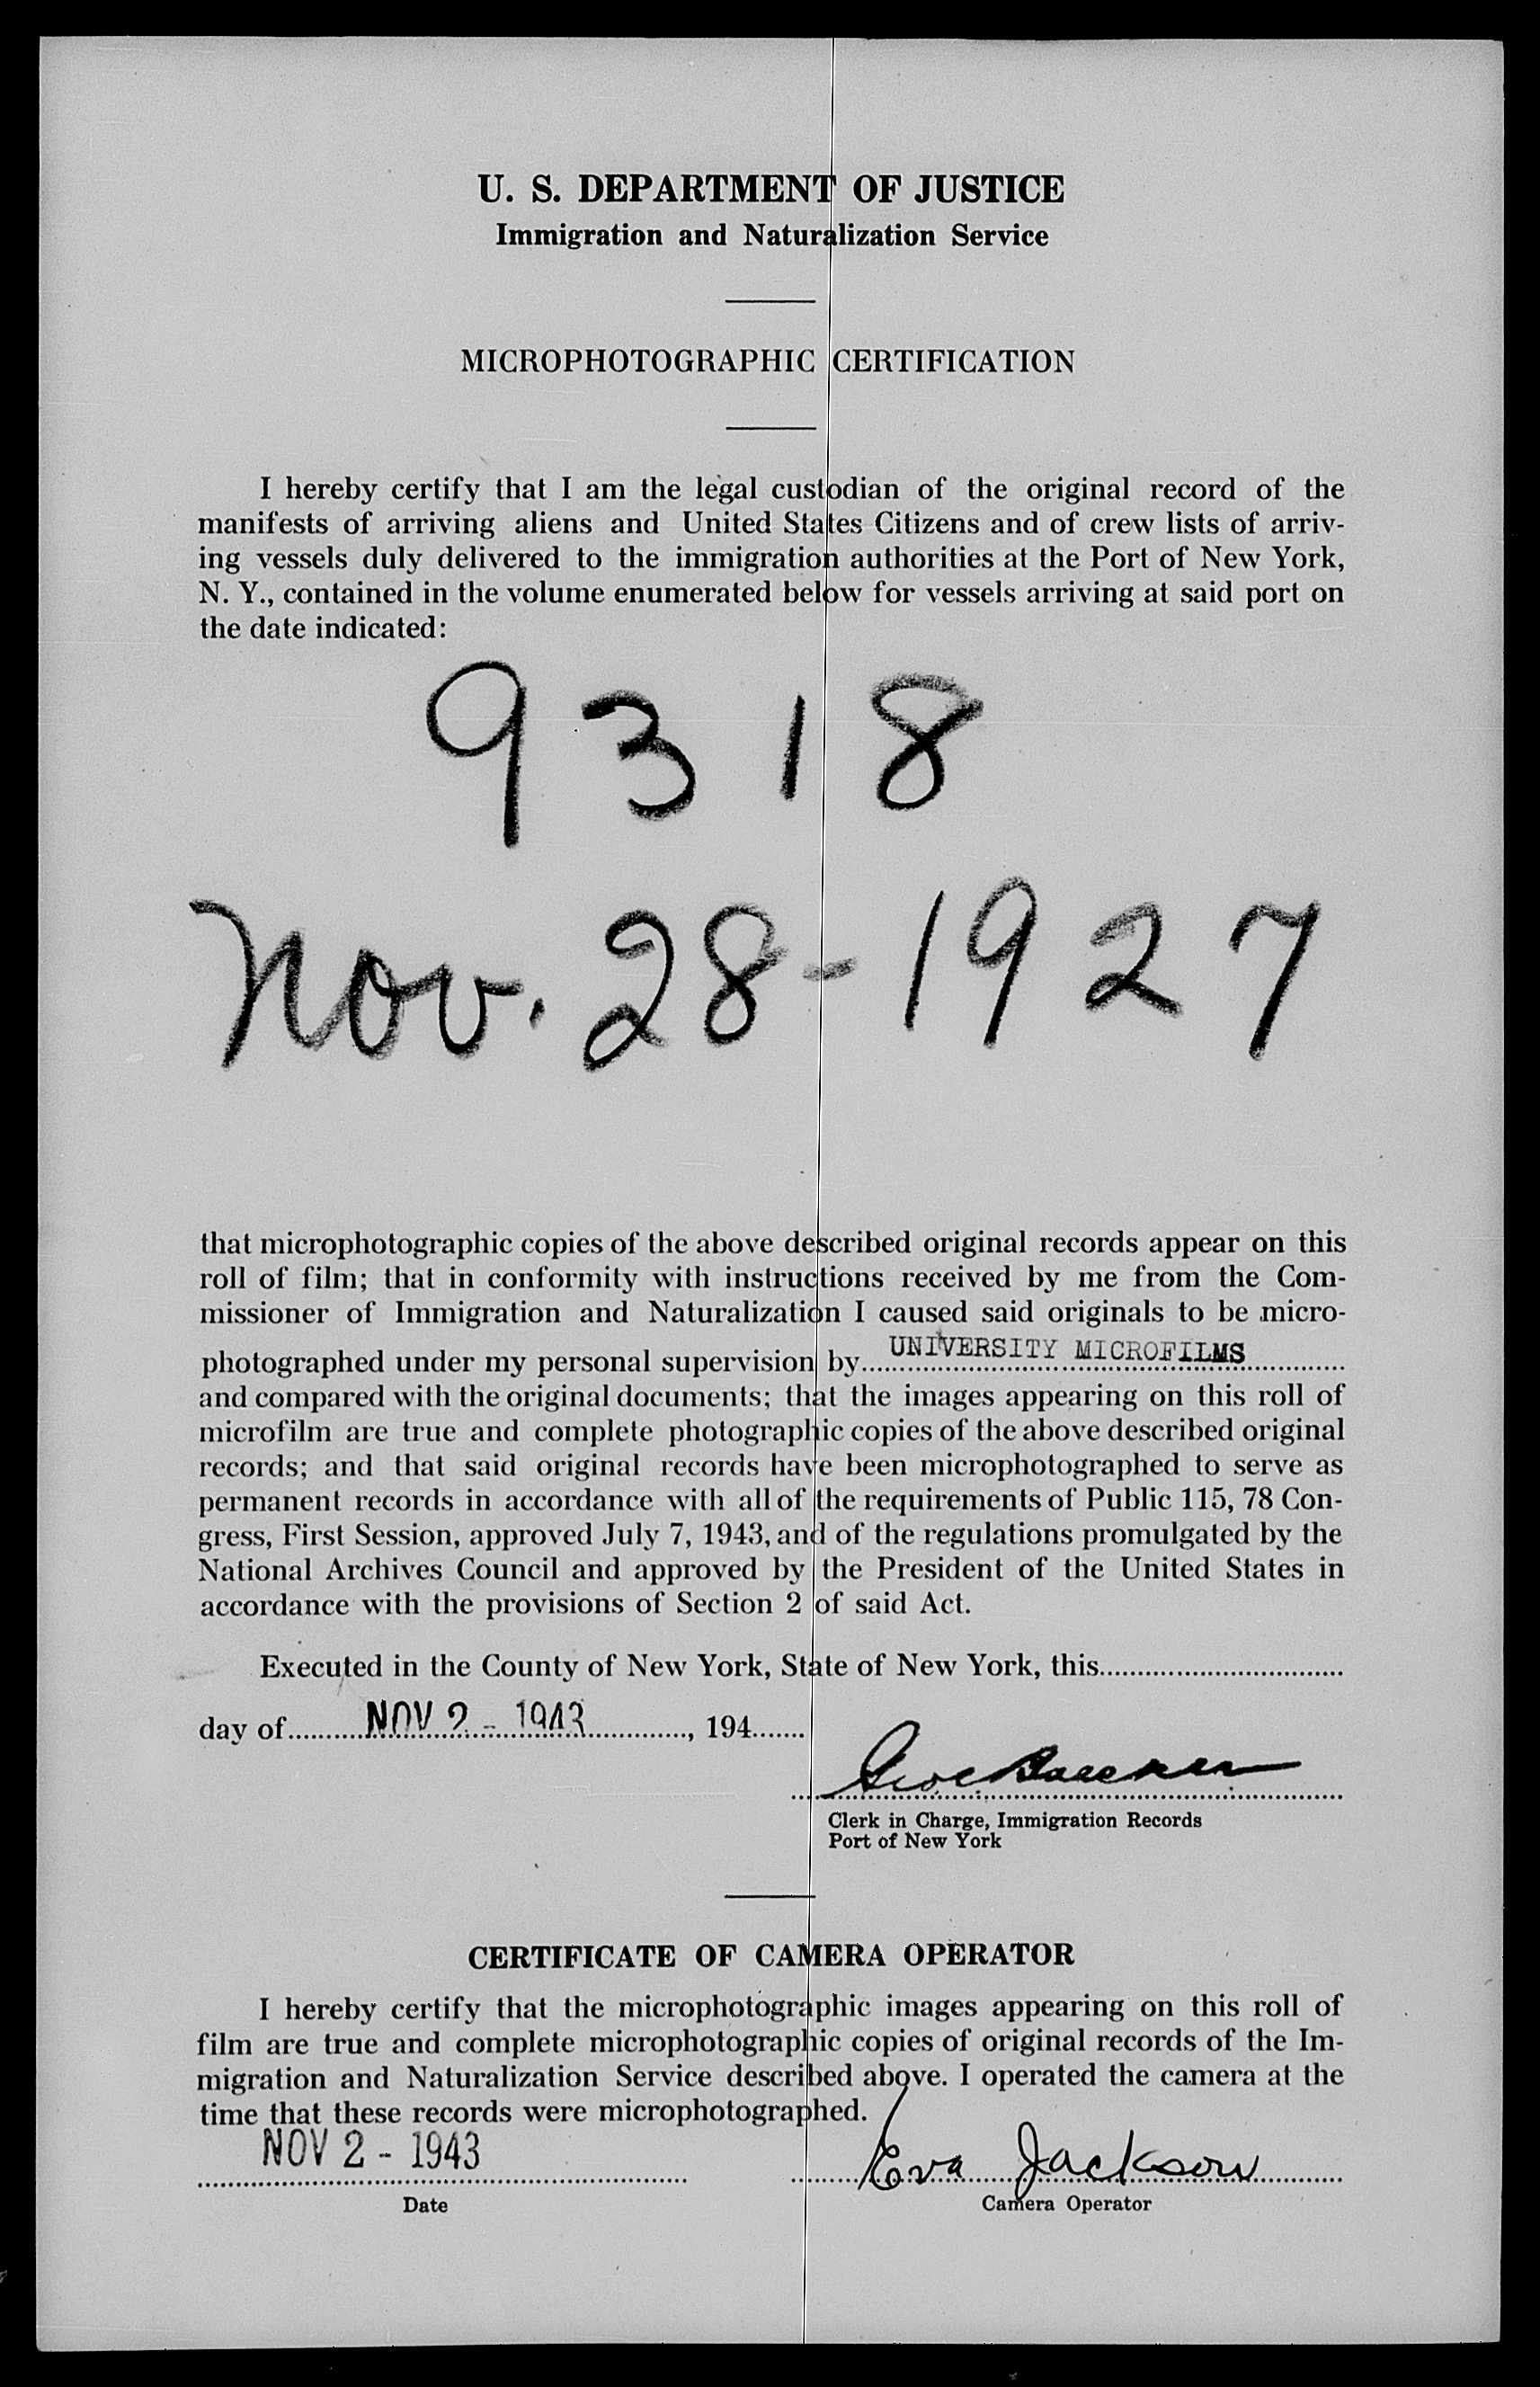 U. S. DEPARTMENT OF JUSTICE
Immigration and Naturalization Service
MICROPHOTOGRAPHIC CERTIFICATION
I hereby certify that I am the legal custodian of the original record of the
manifests of arriving aliens and United States Citizens and of crew lists of arriv-
ing vessels duly delivered to the immigration authorities at the Port of New York,
N. Y., contained in the volume enumerated below for vessels arriving at said port on
the date indicated:
9318
Nov. 28-1927
that microphotographic copies of the above described original records appear on this
roll of film; that in conformity with instructions received by me from the Com-
missioner of Immigration and Naturalization I caused said originals to be micro-
photographed under my personal supervision by UNIVERSITY MICROFILMS
and compared with the original documents; that the images appearing on this roll of
microfilm are true and complete photographic copies of the above described original
records; and that said original records have been microphotographed to serve as
permanent records in accordance with all of the requirements of Public 115, 78 Con-
gress, First Session, approved July 7, 1943, and of the regulations promulgated by the
National Archives Council and approved by the President of the United States in
accordance with the provisions of Section 2 of said Act.
Executed in the County of New York, State of New York, this
day of NOV 2 - 1943, 194
Clerk in Charge, Immigration Records
Port of New York
CERTIFICATE OF CAMERA OPERATOR
I hereby certify that the microphotographic images appearing on this roll of
film are true and complete microphotographic copies of original records of the Im-
migration and Naturalization Service described above. I operated the camera at the
time that these records were microphotographed.
NOV 2 - 1943 Eva Jackson
Date Camera Operator